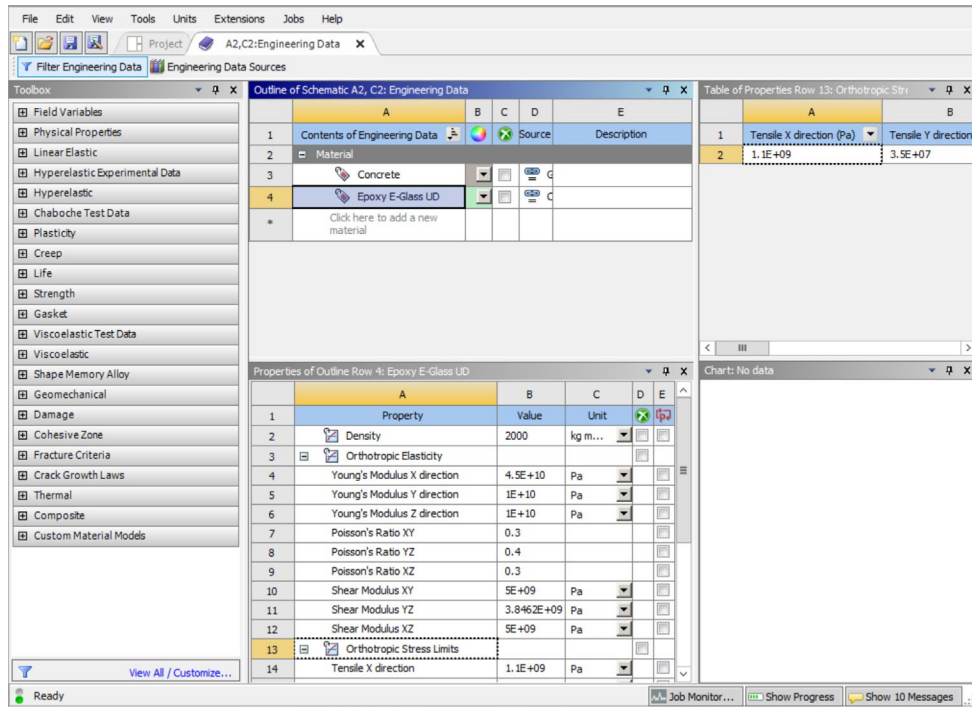 File Edit View Tools Units Extensions Jobs Help
Project A2,C2:Engineering Data
Filter Engineering Data Engineering Data Sources
Toolbox
Field Variables
Physical Properties
Linear Elastic
Hyperelastic Experimental Data
Hyperelastic
Chaboche Test Data
Plasticity
Creep
Life
Strength
Gasket
Viscoelastic Test Data
Viscoelastic
Shape Memory Alloy
Geomechanical
Damage
Cohesive Zone
Fracture Criteria
Crack Growth Laws
Thermal
Composite
Custom Material Models
View All / Customize...
Outline of Schematic A2, C2: Engineering Data
A B C D E
1 Contents of Engineering Data Source Description
2 Material
3 Concrete
4 Epoxy E-Glass UD
* Click here to add a new
material
Properties of Outline Row 4: Epoxy E-Glass UD
A B C D E
1 Property Value Unit
2 Density 2000 kg m...
3 Orthotropic Elasticity
4 Young's Modulus X direction 4.5E+10 Pa
5 Young's Modulus Y direction 1E+10 Pa
6 Young's Modulus Z direction 1E+10 Pa
7 Poisson's Ratio XY 0.3
8 Poisson's Ratio YZ 0.4
9 Poisson's Ratio XZ 0.3
10 Shear Modulus XY 5E+09 Pa
11 Shear Modulus YZ 3.8462E+09 Pa
12 Shear Modulus XZ 5E+09 Pa
13 Orthotropic Stress Limits
14 Tensile X direction 1.1E+09 Pa
Table of Properties Row 13: Orthotropic Stre
A B
1 Tensile X direction (Pa) Tensile Y direction
2 1.1E+09 3.5E+07
Chart: No data
Ready Job Monitor... Show Progress Show 10 Messages